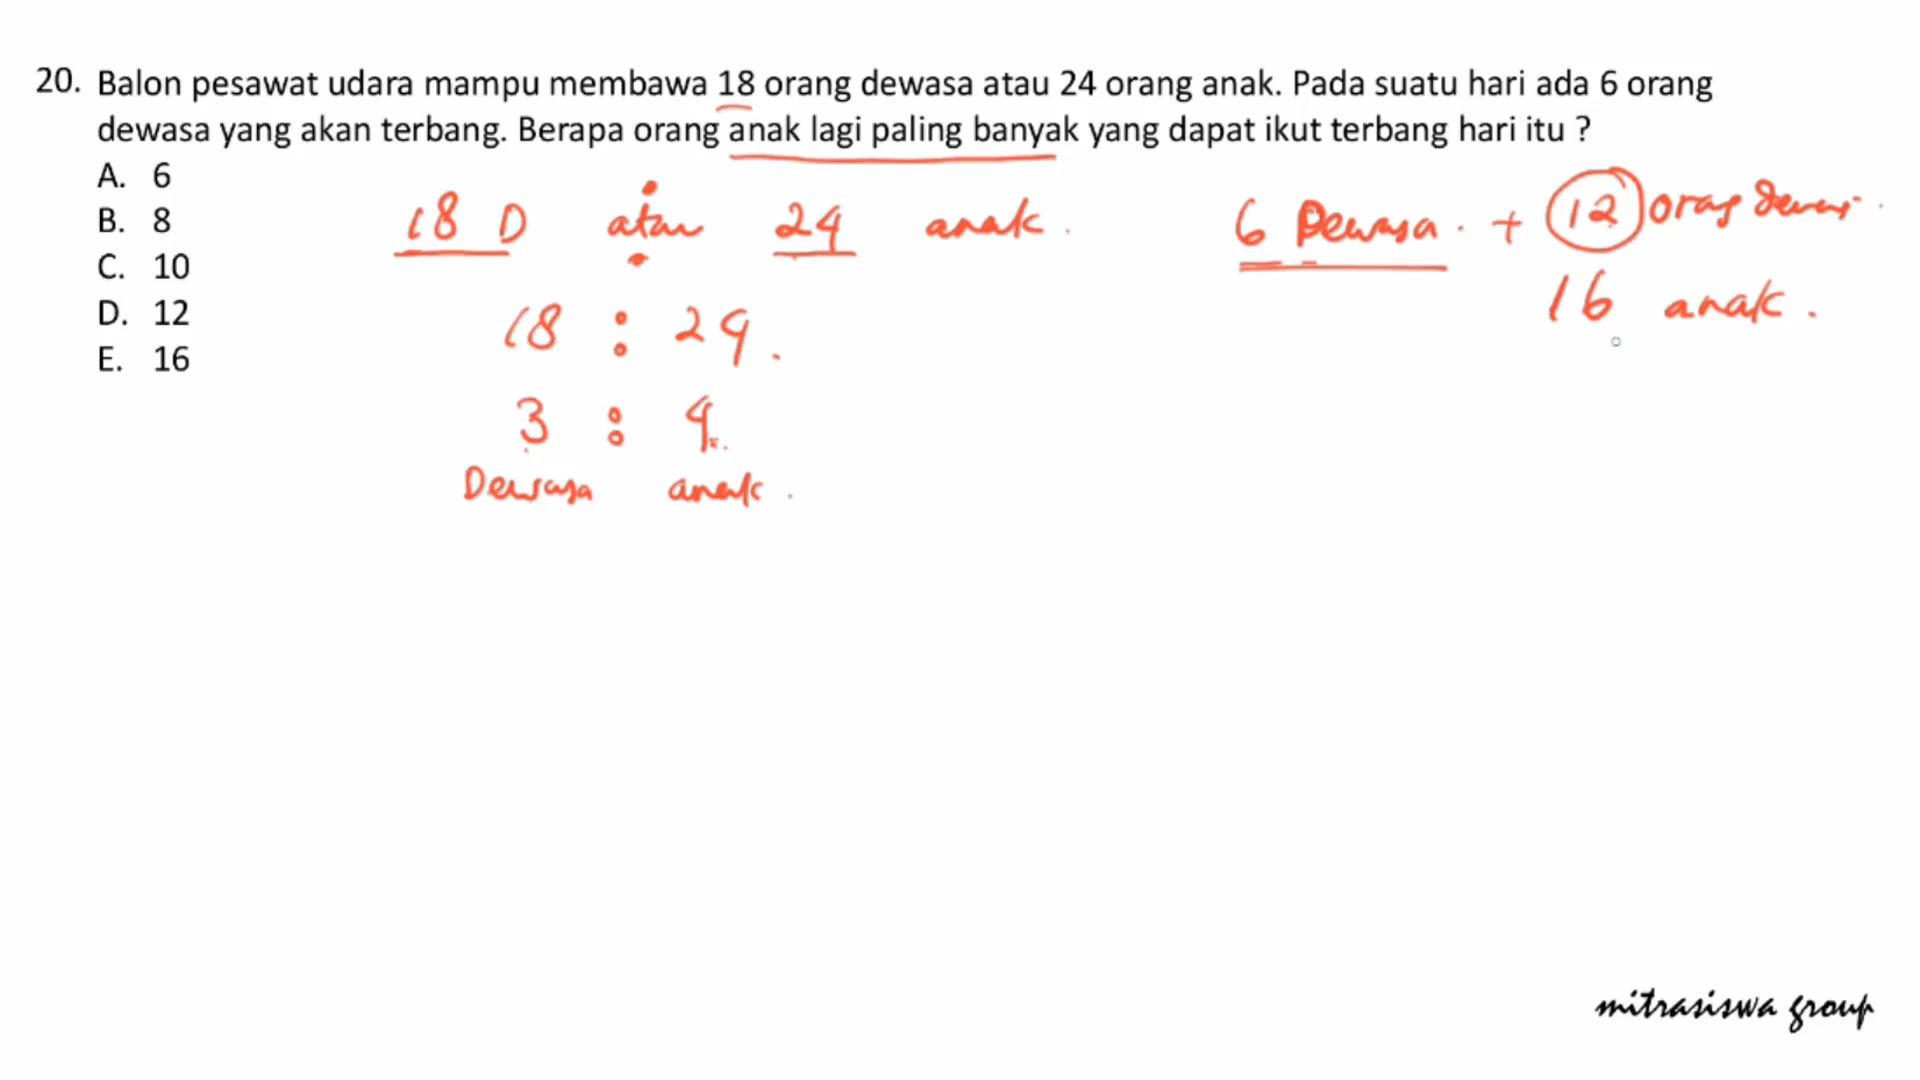 20. Balon pesawat udara mampu membawa 18 orang dewasa atau 24 orang anak. Pada suatu hari ada 6 orang
dewasa yang akan terbang. Berapa orang anak lagi paling banyak yang dapat ikut terbang hari itu ?
A. 6
B. 8
C. 10
D. 12
E. 16
18 D atau 24 anak.
18 : 24.
3 : 4
Dewasa anak.
6 Dewasa. + 12 orang
16 anak.
mitrasiswa group